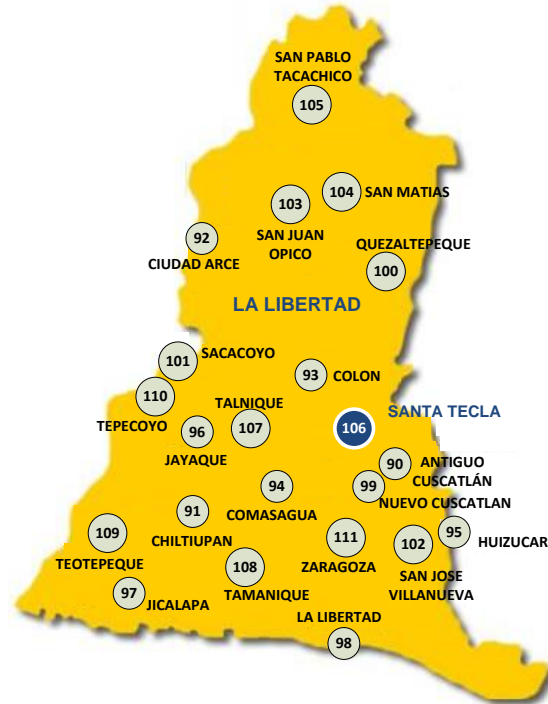 SAN PABLO
TACACHICO
105
104
SAN MATIAS
103
SAN JUAN
OPICO
92
CIUDAD ARCE
QUEZALTEPEQUE
100
LA LIBERTAD
101
SACACOYO
93
COLON
110
TEPECOYO
TALNIQUE
107
96
JAYAQUE
SANTA TECLA
106
90
ANTIGUO
CUSCATLÁN
99
NUEVO CUSCATLAN
94
COMASAGUA
91
CHILTIUPAN
109
TEOTEPEQUE
111
ZARAGOZA
102
SAN JOSE
VILLANUEVA
95
HUIZUCAR
108
TAMANIQUE
97
JICALAPA
LA LIBERTAD
98